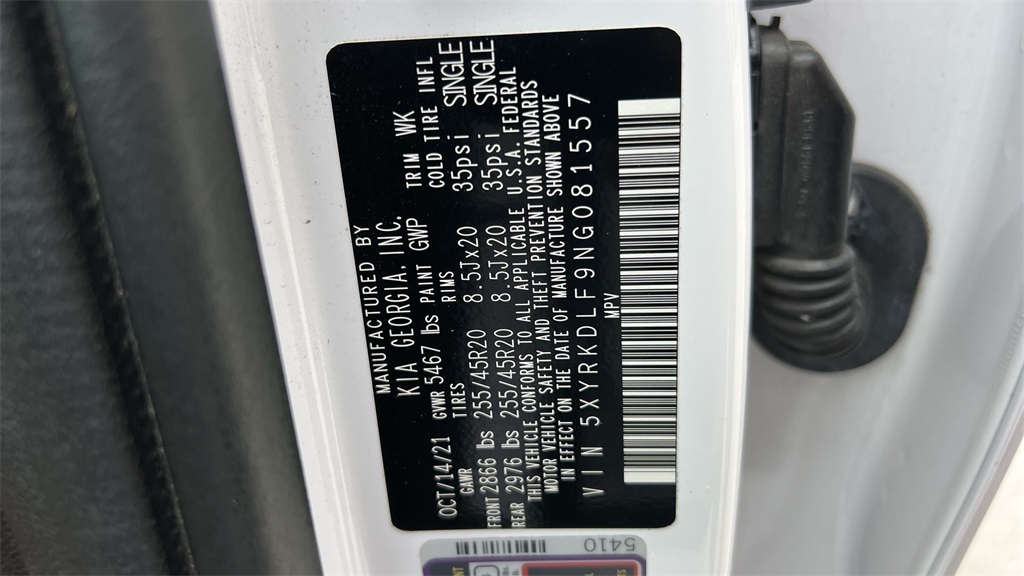 MANUFACTURED BY
KIA GEORGIA, INC.
OCT/14/21 GVWR 5467 lbs PAINT GWP TRIM WK
GAWR TIRES RIMS COLD TIRE INFL
FRONT 2866 lbs 255/45R20 8.5Jx20 35psi SINGLE
REAR 2976 lbs 255/45R20 8.5Jx20 35psi SINGLE
THIS VEHICLE CONFORMS TO ALL APPLICABLE U.S.A. FEDERAL
MOTOR VEHICLE SAFETY AND THEFT PREVENTION STANDARDS
IN EFFECT ON THE DATE OF MANUFACTURE SHOWN ABOVE
VIN 5XYRKDLF9NG081557
MPV
5410